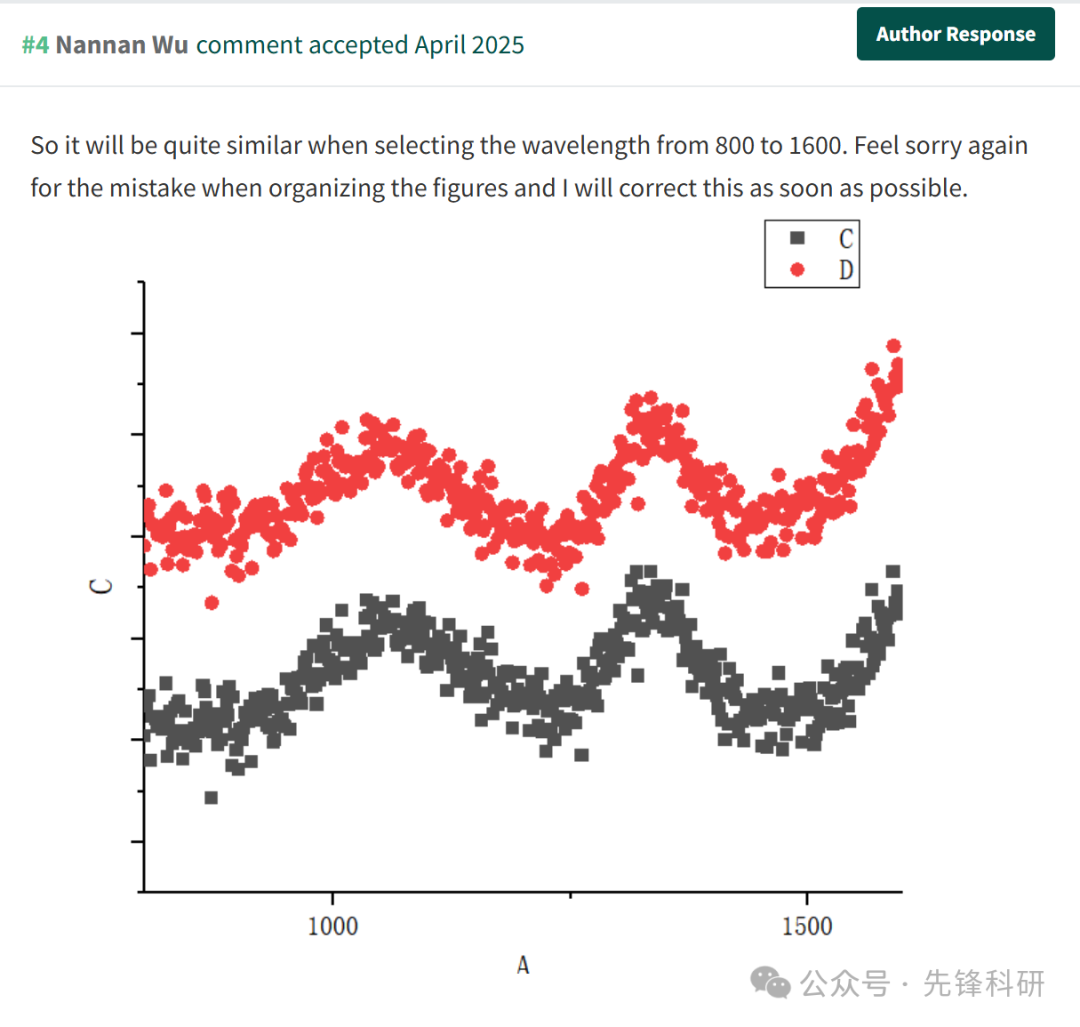 #4 Nannan Wu comment accepted April 2025
Author Response
So it will be quite similar when selecting the wavelength from 800 to 1600. Feel sorry again
for the mistake when organizing the figures and I will correct this as soon as possible.
C
D
C
1000
1500
A
公众号 · 先锋科研